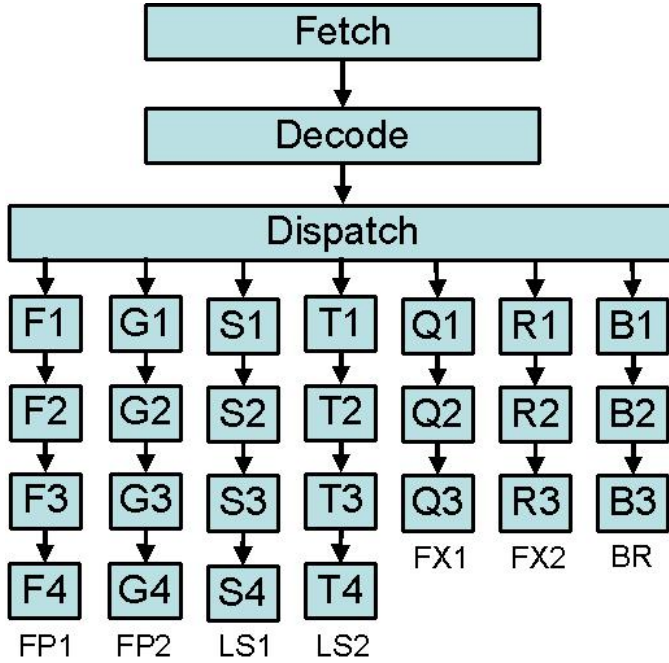 Fetch
Decode
Dispatch
F1 G1 S1 T1 Q1 R1 B1
F2 G2 S2 T2 Q2 R2 B2
F3 G3 S3 T3 Q3 R3 B3
FX1 FX2 BR
F4 G4 S4 T4
FP1 FP2 LS1 LS2